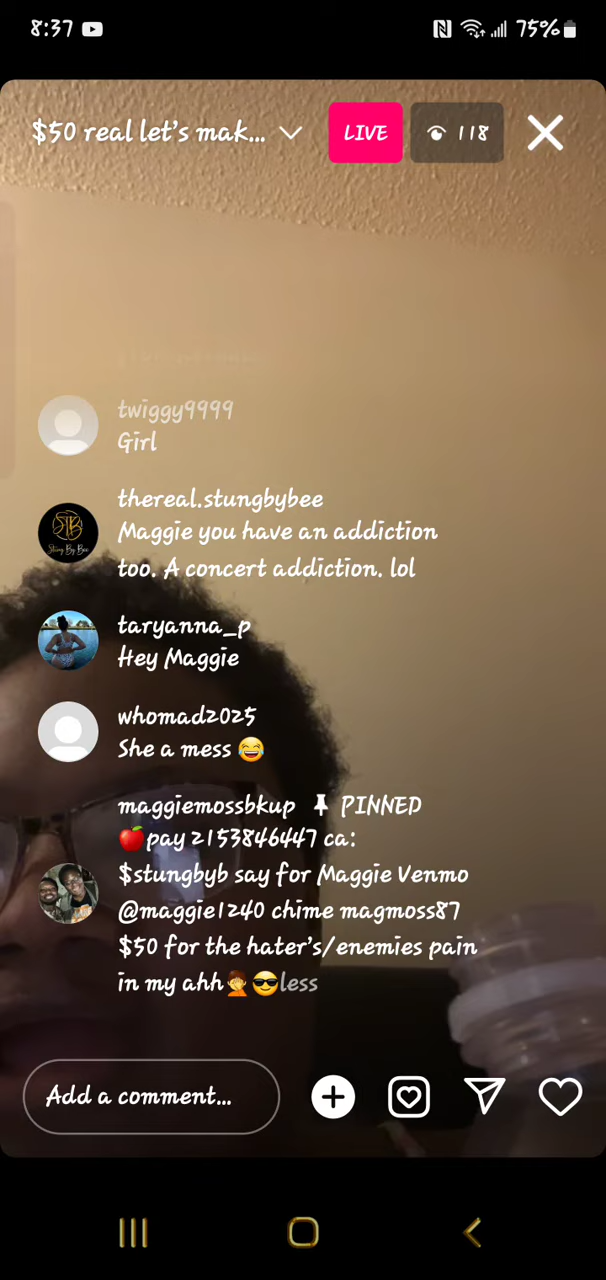 8:37 75%
$50 real let's mak... LIVE 118
twiggy9999
Girl
thereal.stungbybee
Maggie you have an addiction
too. A concert addiction. lol
taryanna_p
Hey Maggie
whomad2025
She a mess 😂
maggiemossbkup PINNED
🍎pay 2153846447 ca:
$stungbyb say for Maggie Venmo
@maggie1240 chime magmoss87
$50 for the hater's/enemies pain
in my ahh🤦😎less
Add a comment...